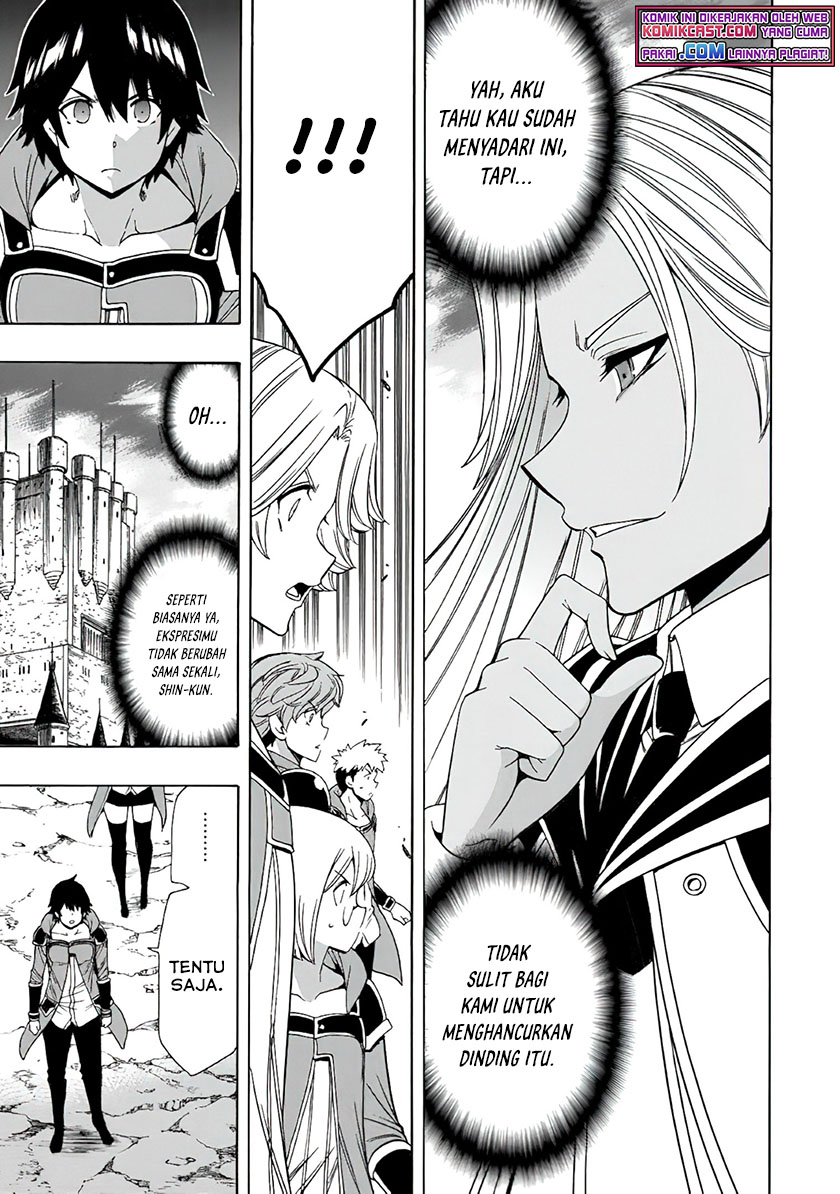 KOMIK INI DIKERJAKAN OLEH WEB
KOMIKCAST.COM YANG CUMA
PAKAI .COM LAINNYA PLAGIAT!
YAH, AKU
TAHU KAU SUDAH
MENYADARI INI,
TAPI...
TIDAK
SULIT BAGI
KAMI UNTUK
MENGHANCURKAN
DINDING ITU.
!!!
OH...
SEPERTI
BIASANYA YA,
EKSPRESIMU
TIDAK BERUBAH
SAMA SEKALI,
SHIN-KUN.
.........
TENTU
SAJA.